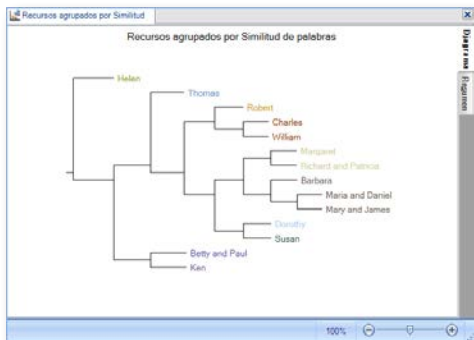 Recursos agrupados por Similitud
Recursos agrupados por Similitud de palabras
Helen
Thomas
Robert
Charles
William
Margaret
Richard and Patricia
Barbara
Maria and Daniel
Mary and James
Dorothy
Susan
Betty and Paul
Ken
Diagrama
Resumen
100%